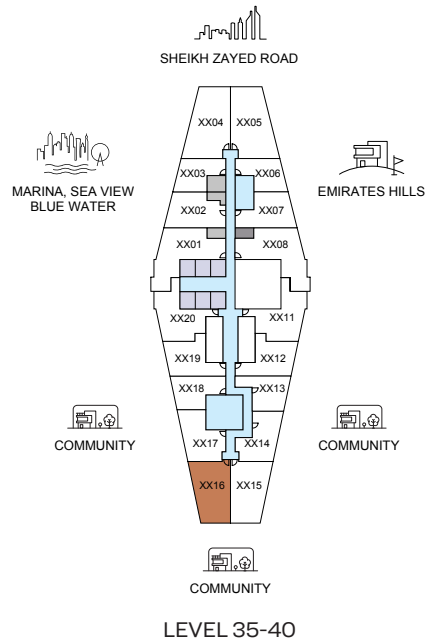 SHEIKH ZAYED ROAD
XX04 XX05
XX03 XX06
MARINA, SEA VIEW
BLUE WATER
EMIRATES HILLS
XX02 XX07
XX01 XX08
XX20 XX11
XX19 XX12
XX18 XX13
COMMUNITY
COMMUNITY
XX17 XX14
XX16 XX15
COMMUNITY
LEVEL 35-40